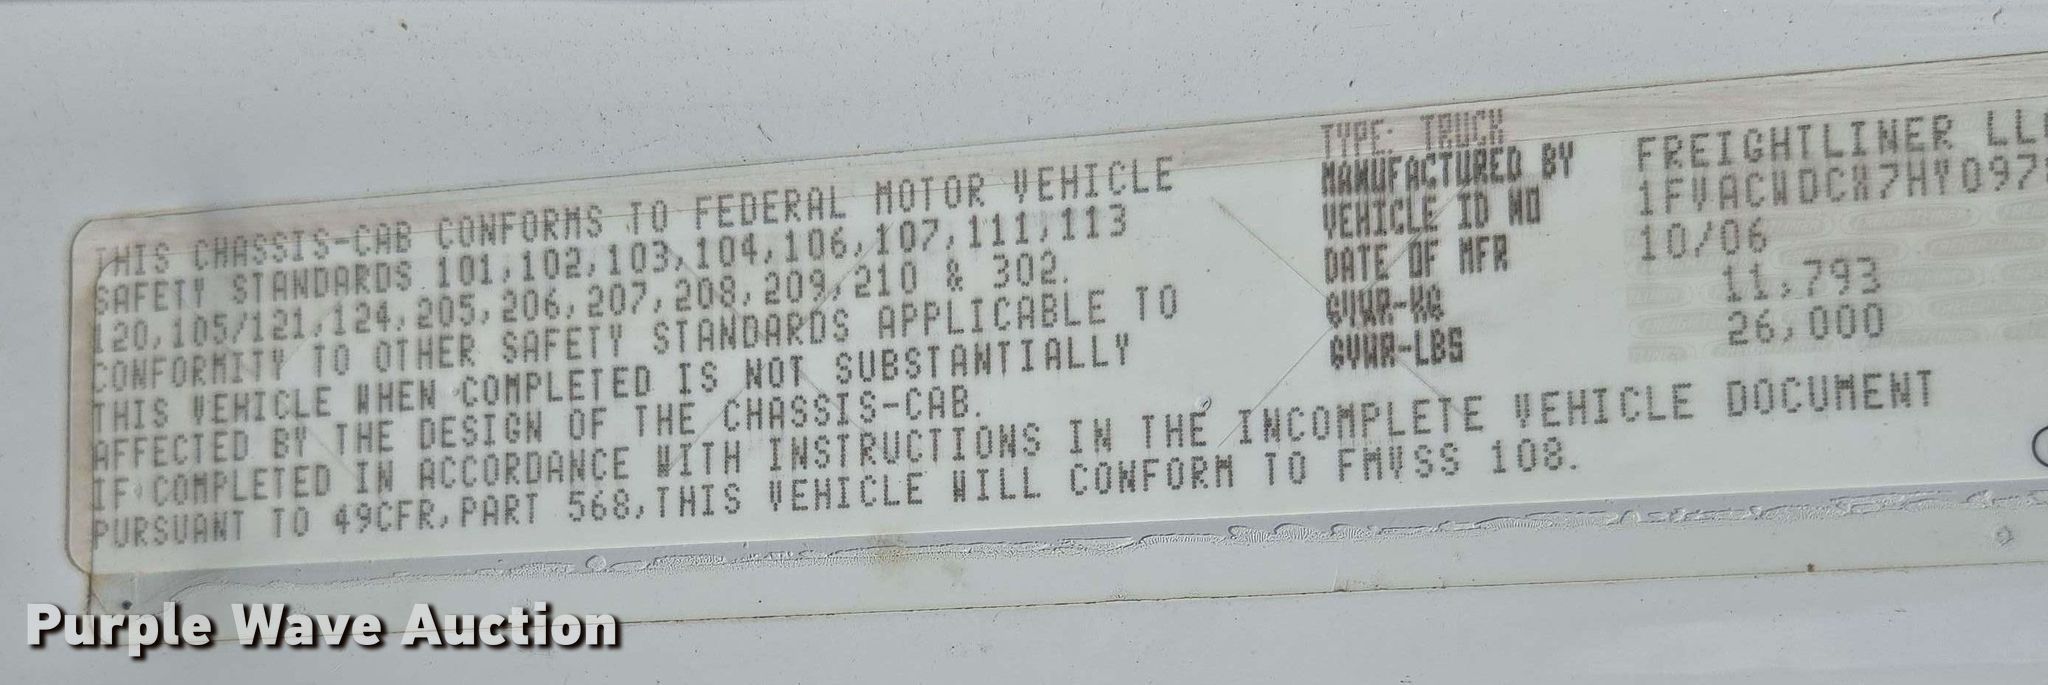 THIS CHASSIS-CAB CONFORMS TO FEDERAL MOTOR VEHICLE
SAFETY STANDARDS 101,102,103,104,106,107,111,113
120,105/121,124,205,206,207,208,209,210 & 302.
CONFORMITY TO OTHER SAFETY STANDARDS APPLICABLE TO
THIS VEHICLE WHEN COMPLETED IS NOT SUBSTANTIALLY
AFFECTED BY THE DESIGN OF THE CHASSIS-CAB.
IF COMPLETED IN ACCORDANCE WITH INSTRUCTIONS IN THE INCOMPLETE VEHICLE DOCUMENT
PURSUANT TO 49CFR,PART 568,THIS VEHICLE WILL CONFORM TO FMVSS 108.
TYPE: TRUCK
MANUFACTURED BY FREIGHTLINER
VEHICLE ID NO
DATE OF MFR 10/06
GVWR-KG 11,793
GVWR-LBS 26,000
Purple Wave Auction